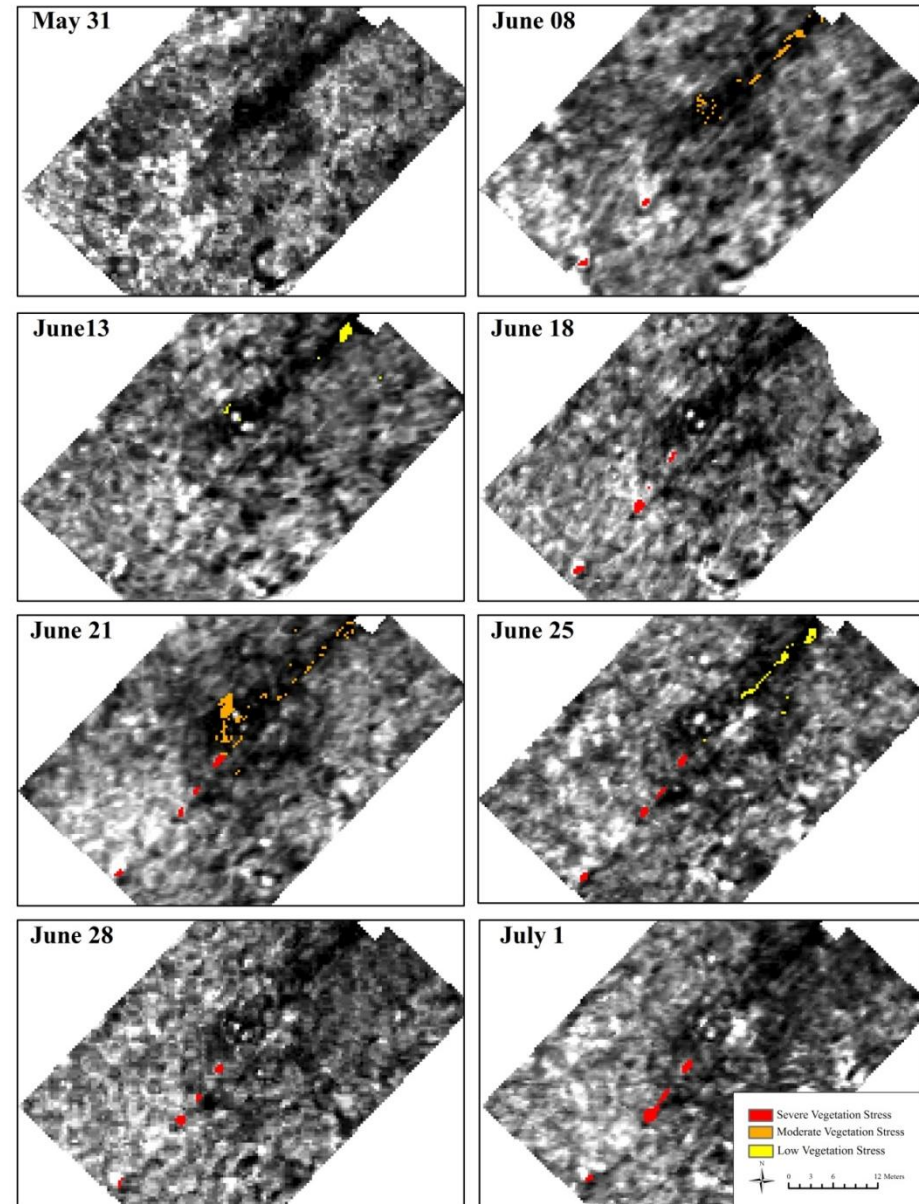 May 31
June 08
June13
June 18
June 21
June 25
June 28
July 1
Severe Vegetation Stress
Moderate Vegetation Stress
Low Vegetation Stress
N
0 3 6 12 Meters